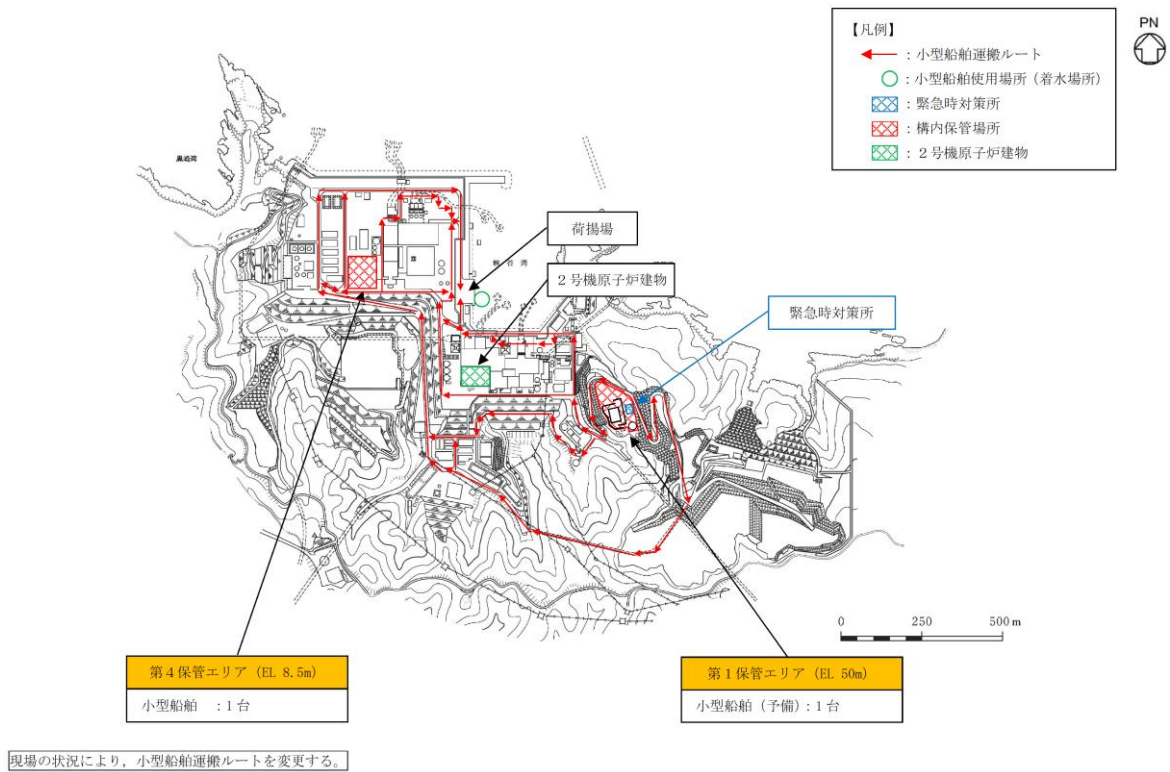 【凡例】
：小型船舶運搬ルート
：小型船舶使用場所（着水場所）
：緊急時対策所
：構内保管場所
：２号機原子炉建物
PN
荷揚場
２号機原子炉建物
緊急時対策所
0 250 500 m
第４保管エリア（EL 8.5m）
小型船舶 ：1台
第１保管エリア（EL 50m）
小型船舶（予備）：1台
現場の状況により，小型船舶運搬ルートを変更する。